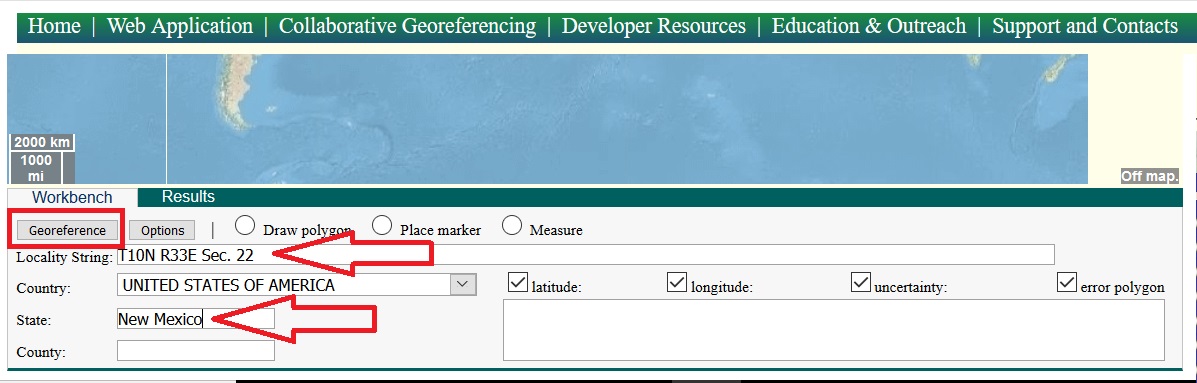 Home | Web Application | Collaborative Georeferencing | Developer Resources | Education & Outreach | Support and Contacts
2000 km
1000
mi
Off map.
Workbench Results
Georeference Options | Draw polygon Place marker Measure
Locality String: T10N R33E Sec. 22
Country: UNITED STATES OF AMERICA latitude: longitude: uncertainty: error polygon
State: New Mexico
County: